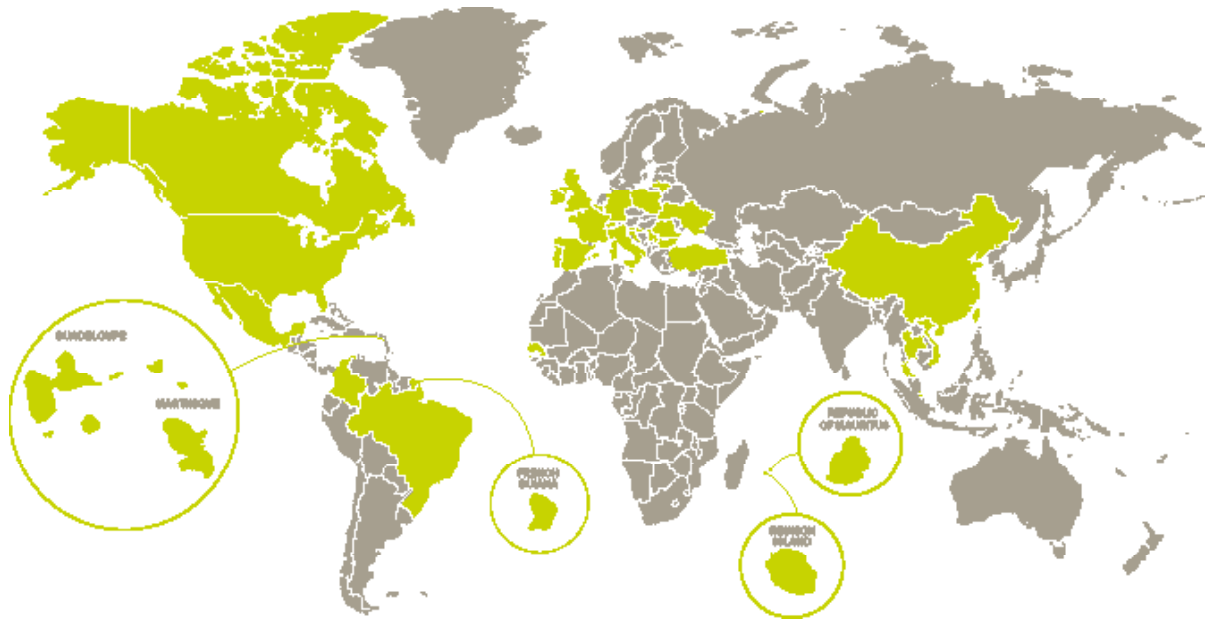 GUADELOUPE
MARTINIQUE
FRENCH
GUIANA
REPUBLIC
OF MAURITIUS
REUNION
ISLAND